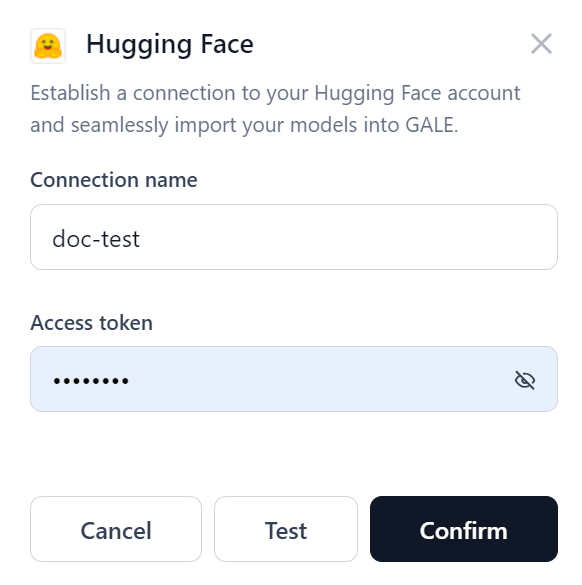 Hugging Face
Establish a connection to your Hugging Face account
and seamlessly import your models into GALE.
Connection name
doc-test
Access token
••••••••
Cancel
Test
Confirm